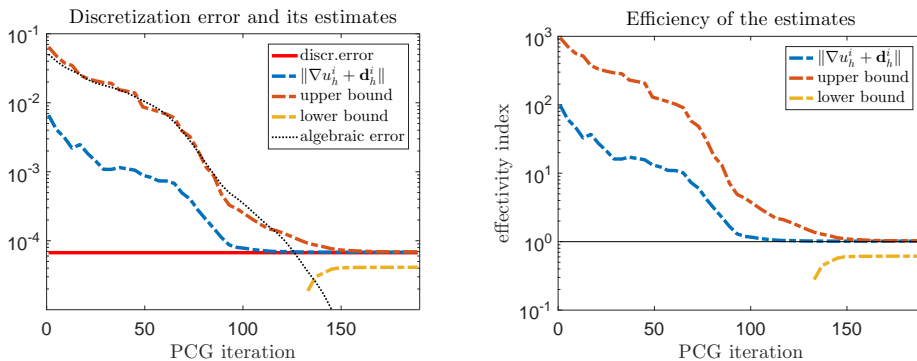 Discretization error and its estimates
10^{-1}
10^{-2}
10^{-3}
10^{-4}
0
50
100
150
PCG iteration
discr.error
‖∇u_h^i + d_h^i‖
upper bound
lower bound
algebraic error
Efficiency of the estimates
effectivity index
10^3
10^2
10^1
10^0
10^{-1}
0
50
100
150
PCG iteration
‖∇u_h^i + d_h^i‖
upper bound
lower bound